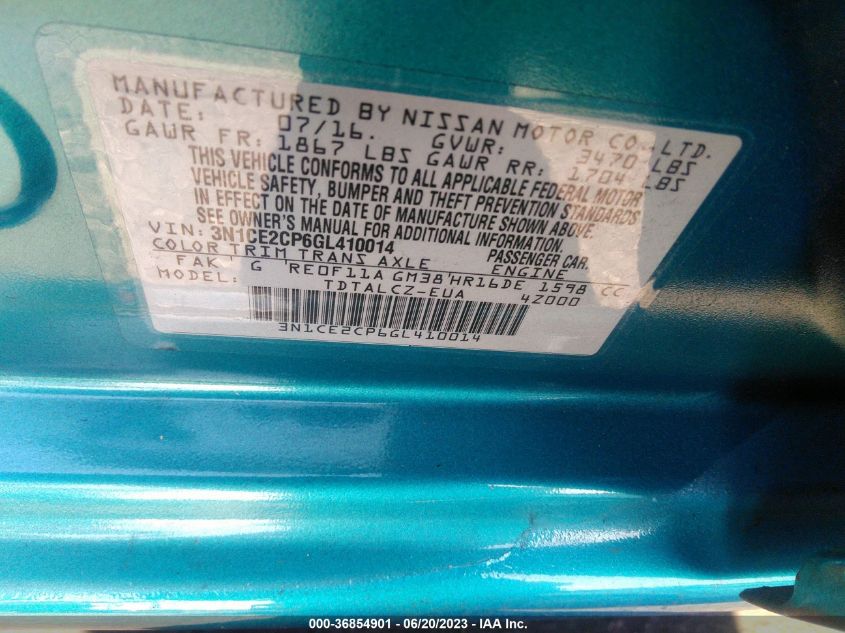 MANUFACTURED BY NISSAN MOTOR CO., LTD.
DATE: 07/16. GVWR: 3470 LBS
GAWR FR: 1867 LBS GAWR RR: 1704 LBS
THIS VEHICLE CONFORMS TO ALL APPLICABLE FEDERAL MOTOR
VEHICLE SAFETY, BUMPER AND THEFT PREVENTION STANDARDS
IN EFFECT ON THE DATE OF MANUFACTURE SHOWN ABOVE.
SEE OWNER'S MANUAL FOR ADDITIONAL INFORMATION
VIN: 3N1CE2CP6GL410014 PASSENGER CAR.
COLOR TRIM TRANS AXLE ENGINE
FAK G RE0F11A GM38 HR16DE 1598 CC
MODEL: TDTALCZ-EUA 4Z000
3N1CE2CP6GL410014
000-36854901 - 06/20/2023 - IAA Inc.